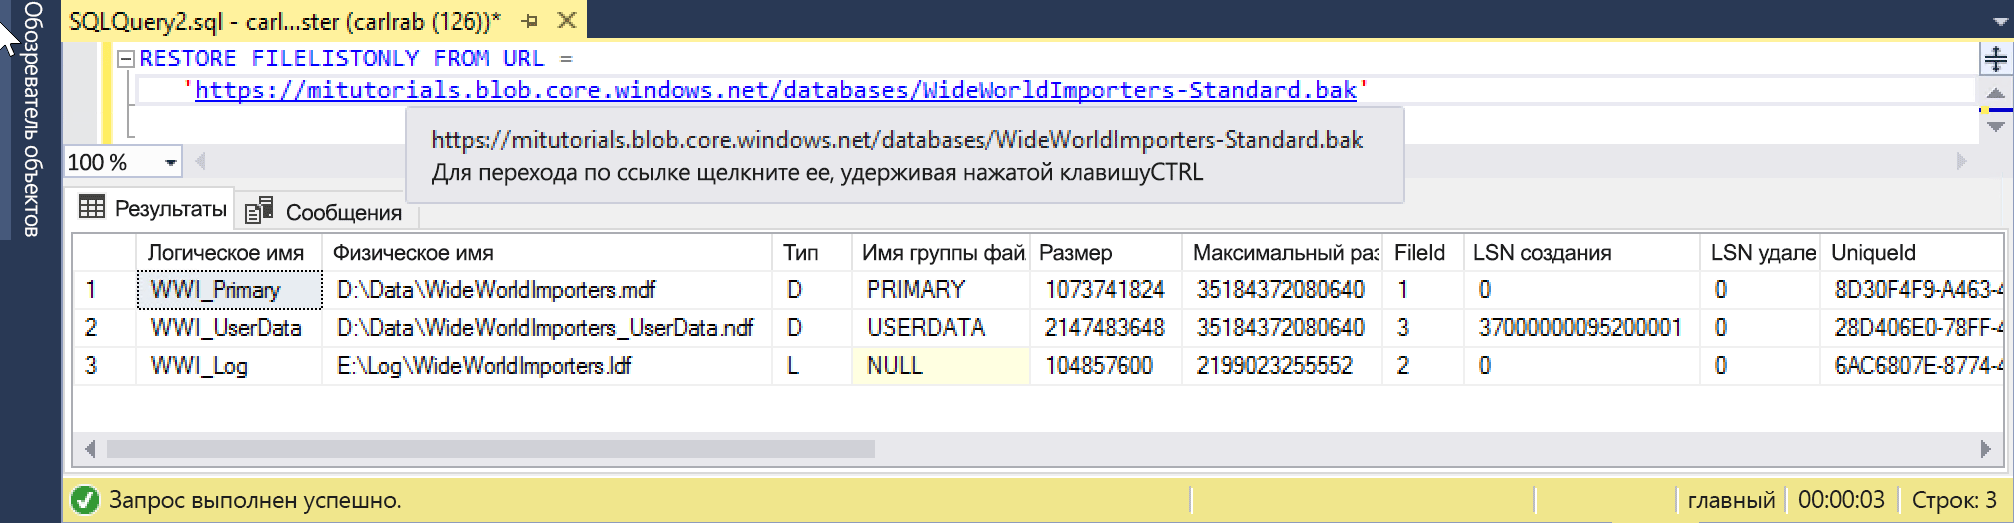 Обозреватель объектов
SQLQuery2.sql - carl...ster (carlrab (126))*
RESTORE FILELISTONLY FROM URL =
'https://mitutorials.blob.core.windows.net/databases/WideWorldImporters-Standard.bak'
https://mitutorials.blob.core.windows.net/databases/WideWorldImporters-Standard.bak
Для перехода по ссылке щелкните ее, удерживая нажатой клавишуCTRL
100 %
Результаты Сообщения
Логическое имя Физическое имя Тип Имя группы фай Размер Максимальный раз FileId LSN создания LSN удале UniqueId
1 WWI_Primary D:\Data\WideWorldImporters.mdf D PRIMARY 1073741824 35184372080640 1 0 0 8D30F4F9-A463-4
2 WWI_UserData D:\Data\WideWorldImporters_UserData.ndf D USERDATA 2147483648 35184372080640 3 37000000095200001 0 28D406E0-78FF-4
3 WWI_Log E:\Log\WideWorldImporters.ldf L NULL 104857600 2199023255552 2 0 0 6AC6807E-8774-4
Запрос выполнен успешно. главный 00:00:03 Строк: 3